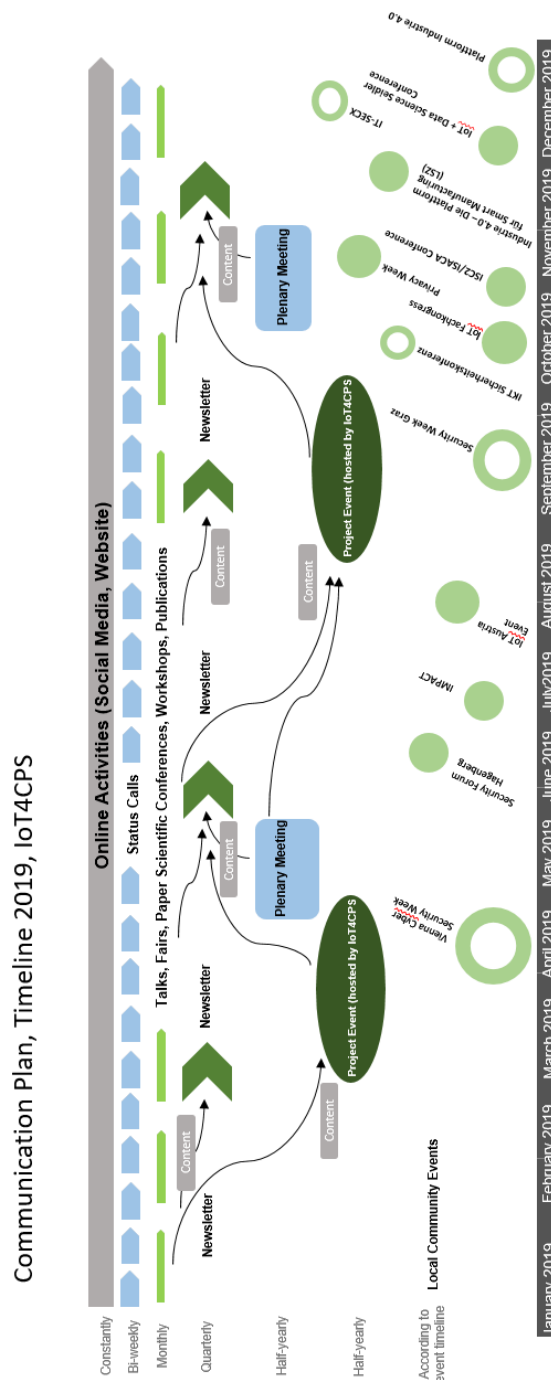 Communication Plan, Timeline 2019, IoT4CPS
Constantly
Online Activities (Social Media, Website)
Bi-weekly
Status Calls
Monthly
Talks, Fairs, Paper Scientific Conferences, Workshops, Publications
Quarterly
Newsletter
Content
Newsletter
Content
Newsletter
Content
Newsletter
Content
Half-yearly
Plenary Meeting
Plenary Meeting
Half-yearly
Content
Project Event (hosted by IoT4CPS)
Content
Project Event (hosted by IoT4CPS)
According to
event timeline
Local Community Events
Vienna Cyber
Security Week
Security Forum
Hagenberg
IMPACT
IoT Austria
Event
Security Week Graz
IKT Sicherheitskonferenz
IoT Fachkongress
Privacy Week
ISC2/ISACA Conference
Industrie 4.0 – Die Plattform
für Smart Manufacturing
(LSZ)
IT-SECX
IoT + Data Science Seidler
Conference
Plattform Industrie 4.0
January 2019
February 2019
March 2019
April 2019
May 2019
June 2019
July2019
August 2019
September 2019
October 2019
November 2019
December 2019